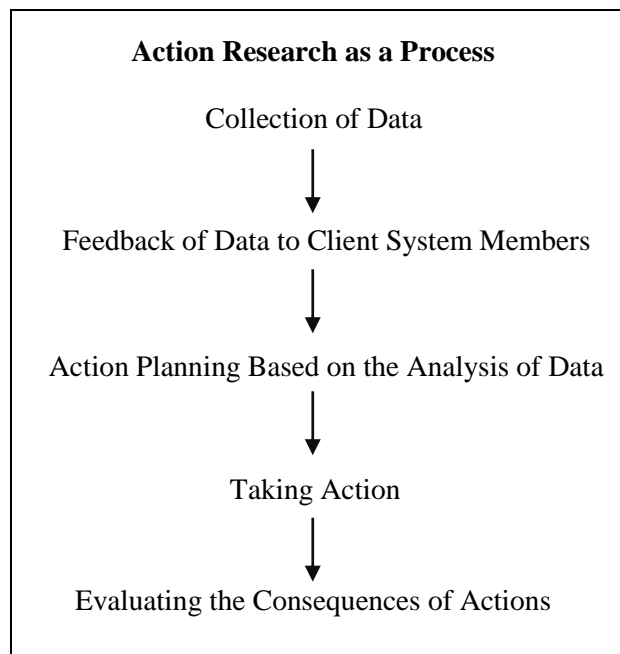 Action Research as a Process
Collection of Data
Feedback of Data to Client System Members
Action Planning Based on the Analysis of Data
Taking Action
Evaluating the Consequences of Actions